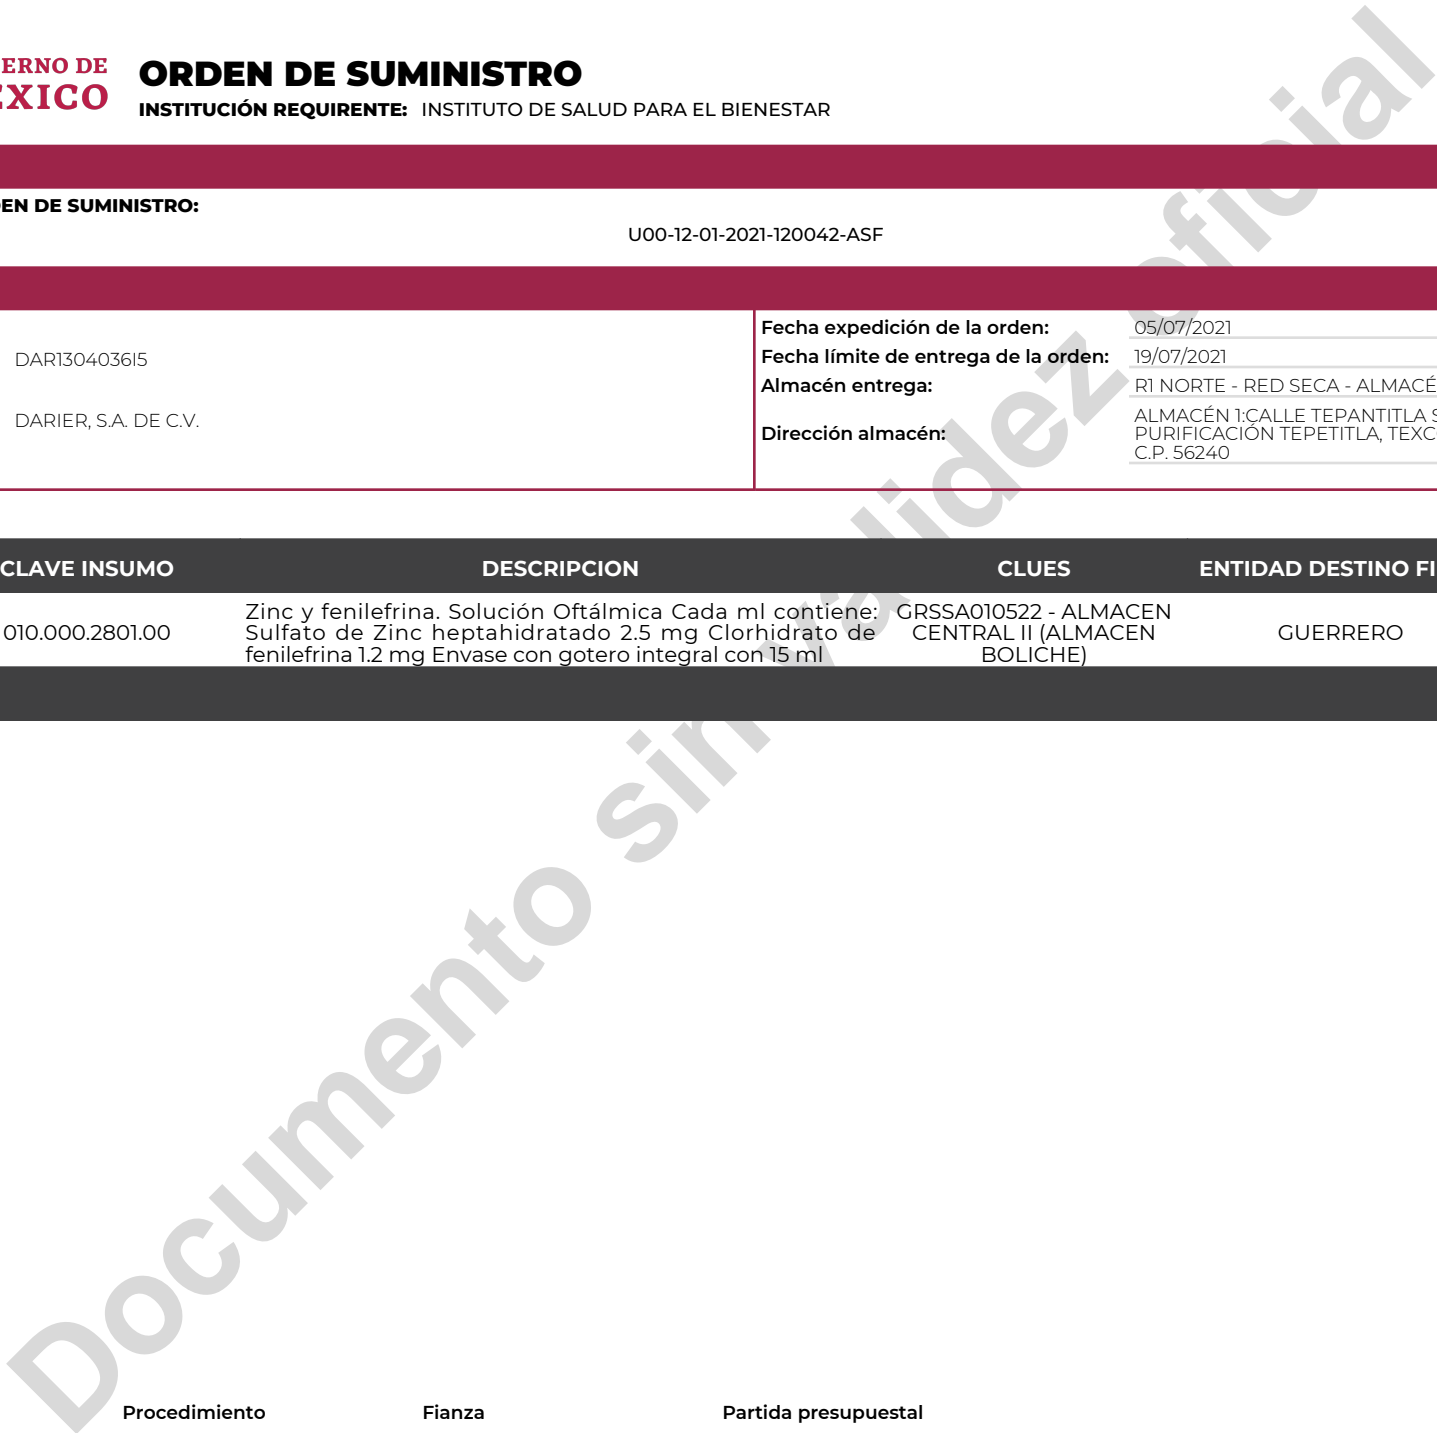 ERNO DE
ORDEN DE SUMINISTRO
EXICO
INSTITUCIÓN REQUIRENTE: INSTITUTO DE SALUD PARA EL BIENESTAR
EN DE SUMINISTRO:
U00-12-01-2021-120042-ASF
DAR1304036I5
DARIER, S.A. DE C.V.
Fecha expedición de la orden: 05/07/2021
Fecha límite de entrega de la orden: 19/07/2021
Almacén entrega: R1 NORTE - RED SECA - ALMACÉ
Dirección almacén:
ALMACÉN 1:CALLE TEPANTITLA S
PURIFICACIÓN TEPETITLA, TEXC
C.P. 56240
CLAVE INSUMO DESCRIPCION CLUES ENTIDAD DESTINO FI
010.000.2801.00
Zinc y fenilefrina. Solución Oftálmica Cada ml contiene:
Sulfato de Zinc heptahidratado 2.5 mg Clorhidrato de
fenilefrina 1.2 mg Envase con gotero integral con 15 ml
GRSSA010522 - ALMACEN
CENTRAL II (ALMACEN
BOLICHE)
GUERRERO
Documento sin validez oficial
Procedimiento Fianza Partida presupuestal